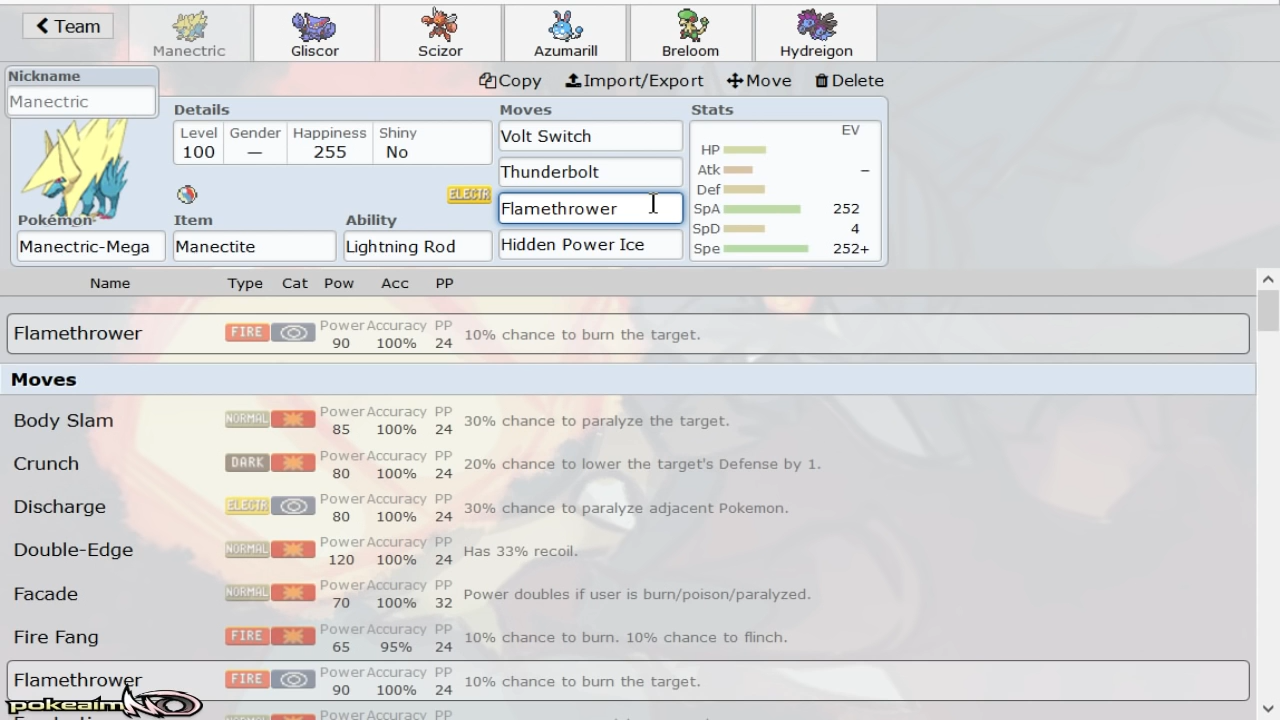 Team
Manectric
Gliscor
Scizor
Azumarill
Breloom
Hydreigon
Nickname
Manectric
Copy
Import/Export
Move
Delete
Details
Moves
Stats
Level
Gender
Happiness
Shiny
100
—
255
No
Volt Switch
Thunderbolt
Flamethrower
Hidden Power Ice
EV
HP
Atk –
Def
SpA 252
SpD 4
Spe 252+
ELECTR
Pokémon
Item
Ability
Manectric-Mega
Manectite
Lightning Rod
Name Type Cat Pow Acc PP
Flamethrower FIRE Power 90 Accuracy 100% PP 24 10% chance to burn the target.
Moves
Body Slam NORMAL Power 85 Accuracy 100% PP 24 30% chance to paralyze the target.
Crunch DARK Power 80 Accuracy 100% PP 24 20% chance to lower the target's Defense by 1.
Discharge ELECTR Power 80 Accuracy 100% PP 24 30% chance to paralyze adjacent Pokemon.
Double-Edge NORMAL Power 120 Accuracy 100% PP 24 Has 33% recoil.
Facade NORMAL Power 70 Accuracy 100% PP 32 Power doubles if user is burn/poison/paralyzed.
Fire Fang FIRE Power 65 Accuracy 95% PP 24 10% chance to burn. 10% chance to flinch.
Flamethrower FIRE Power 90 Accuracy 100% PP 24 10% chance to burn the target.
pokeaimMD